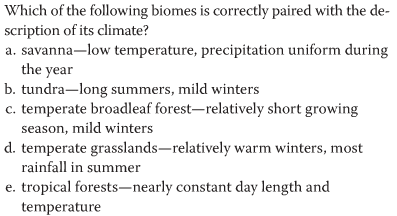 Which of the following biomes is correctly paired with the de-
scription of its climate?
a. savanna—low temperature, precipitation uniform during
the year
b. tundra—long summers, mild winters
c. temperate broadleaf forest—relatively short growing
season, mild winters
d. temperate grasslands—relatively warm winters, most
rainfall in summer
e. tropical forests—nearly constant day length and
temperature